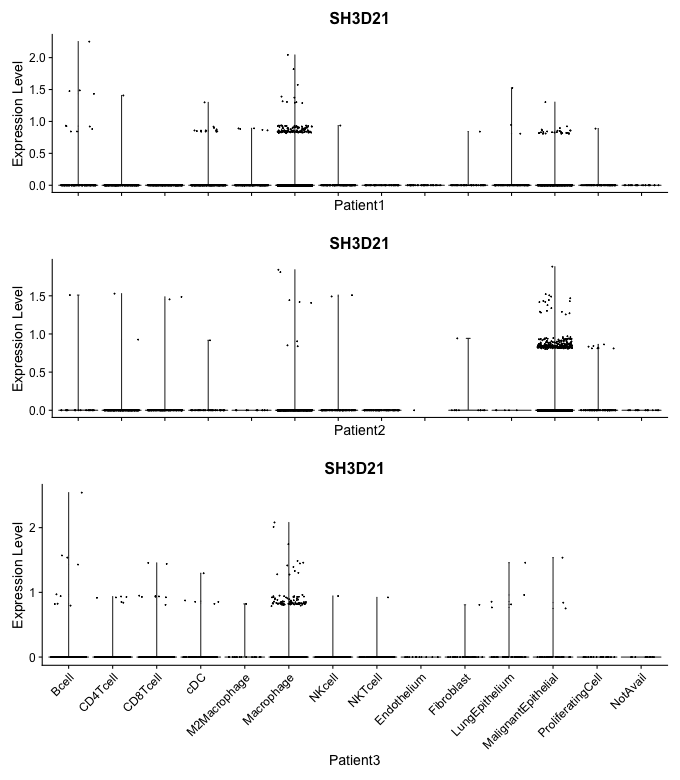 SH3D21
Expression Level
2.0
1.5
1.0
0.5
0.0
Patient1
SH3D21
Expression Level
1.5
1.0
0.5
0.0
Patient2
SH3D21
Expression Level
2
1
0
Bcell
CD4Tcell
CD8Tcell
cDC
M2Macrophage
Macrophage
NKcell
NKTcell
Endothelium
Fibroblast
LungEpithelium
MalignantEpithelial
ProliferatingCell
NotAvail
Patient3